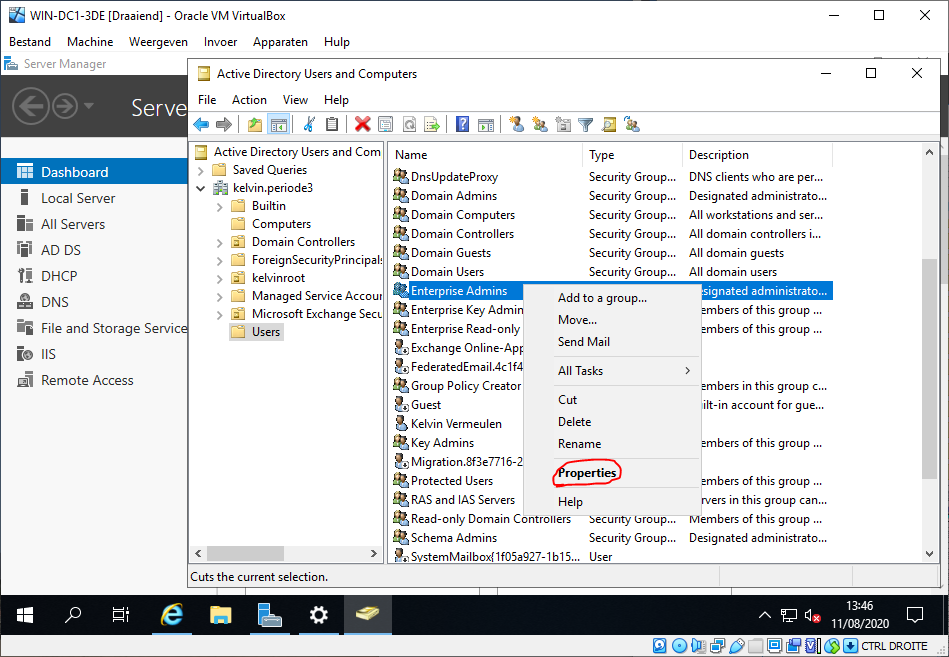 WIN-DC1-3DE [Draaiend] - Oracle VM VirtualBox
Bestand Machine Weergeven Invoer Apparaten Hulp
Server Manager
Serve
Dashboard
Local Server
All Servers
AD DS
DHCP
DNS
File and Storage Service
IIS
Remote Access
Active Directory Users and Computers
File Action View Help
Active Directory Users and Com
Saved Queries
kelvin.periode3
Builtin
Computers
Domain Controllers
ForeignSecurityPrincipals
kelvinroot
Managed Service Accour
Microsoft Exchange Secu
Users
Name Type Description
DnsUpdateProxy Security Group... DNS clients who are per...
Domain Admins Security Group... Designated administrato...
Domain Computers Security Group... All workstations and ser...
Domain Controllers Security Group... All domain controllers i...
Domain Guests Security Group... All domain guests
Domain Users Security Group... All domain users
Enterprise Admins esignated administrato...
Enterprise Key Admin embers of this group ...
Enterprise Read-only embers of this group ...
Exchange Online-App
FederatedEmail.4c1f4
Group Policy Creator embers in this group c...
Guest ilt-in account for gue...
Kelvin Vermeulen
Key Admins embers of this group ...
Migration.8f3e7716-2
Protected Users embers of this group ...
RAS and IAS Servers rvers in this group can...
Read-only Domain Controllers Security Group... Members of this group ...
Schema Admins Security Group... Designated administrato...
SystemMailbox{1f05a927-1b15... User
Add to a group...
Move...
Send Mail
All Tasks
Cut
Delete
Rename
Properties
Help
Cuts the current selection.
13:46
11/08/2020
CTRL DROITE